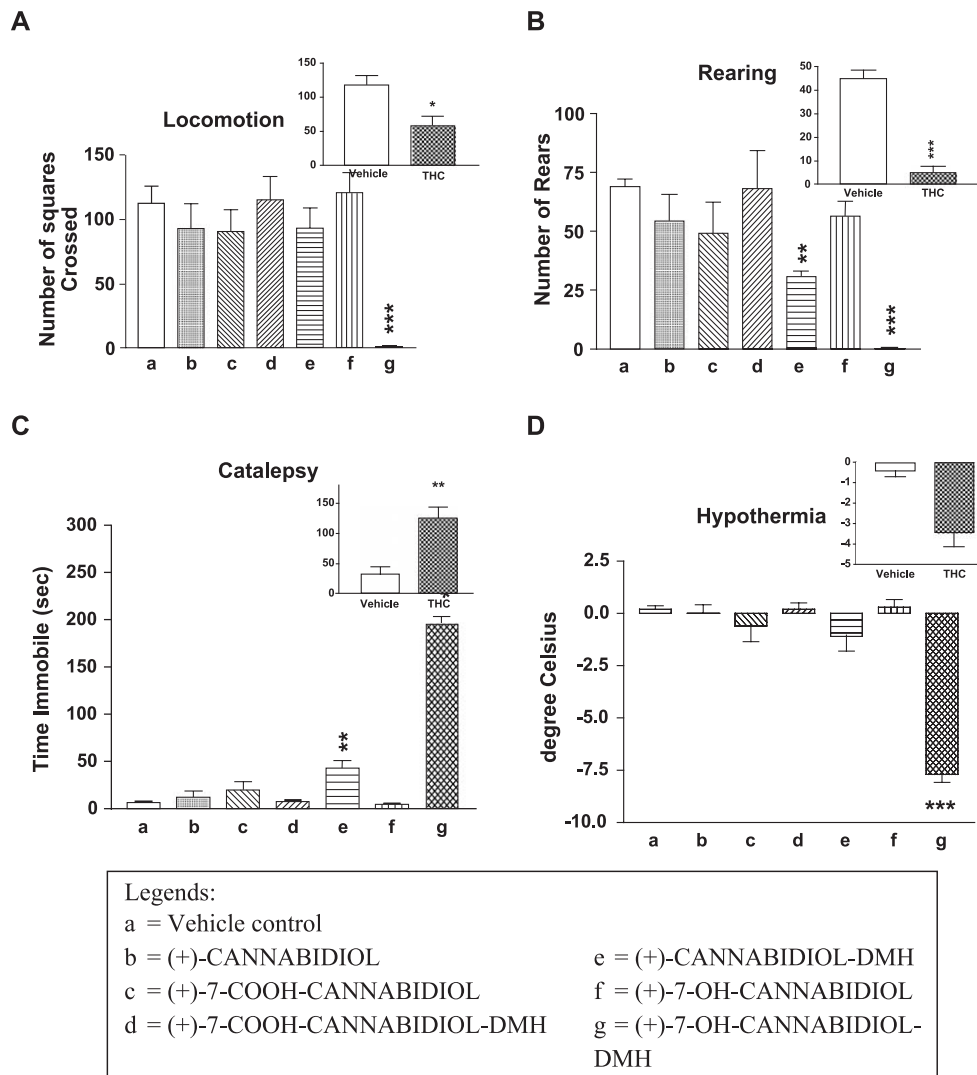 A
Locomotion
Number of squares
Crossed
150
100
50
0
a b c d e f g
***
150
100
50
0
*
Vehicle THC
B
Rearing
Number of Rears
100
75
50
25
0
a b c d e f g
**
***
50
40
30
20
10
0
***
Vehicle THC
C
Catalepsy
Time Immobile (sec)
300
250
200
150
100
50
0
a b c d e f g
**
150
100
50
0
**
Vehicle THC
D
Hypothermia
degree Celsius
2.5
0.0
-2.5
-5.0
-7.5
-10.0
a b c d e f g
***
0
-1
-2
-3
-4
-5
Vehicle THC
Legends:
a = Vehicle control
b = (+)-CANNABIDIOL
c = (+)-7-COOH-CANNABIDIOL
d = (+)-7-COOH-CANNABIDIOL-DMH
e = (+)-CANNABIDIOL-DMH
f = (+)-7-OH-CANNABIDIOL
g = (+)-7-OH-CANNABIDIOL-
DMH